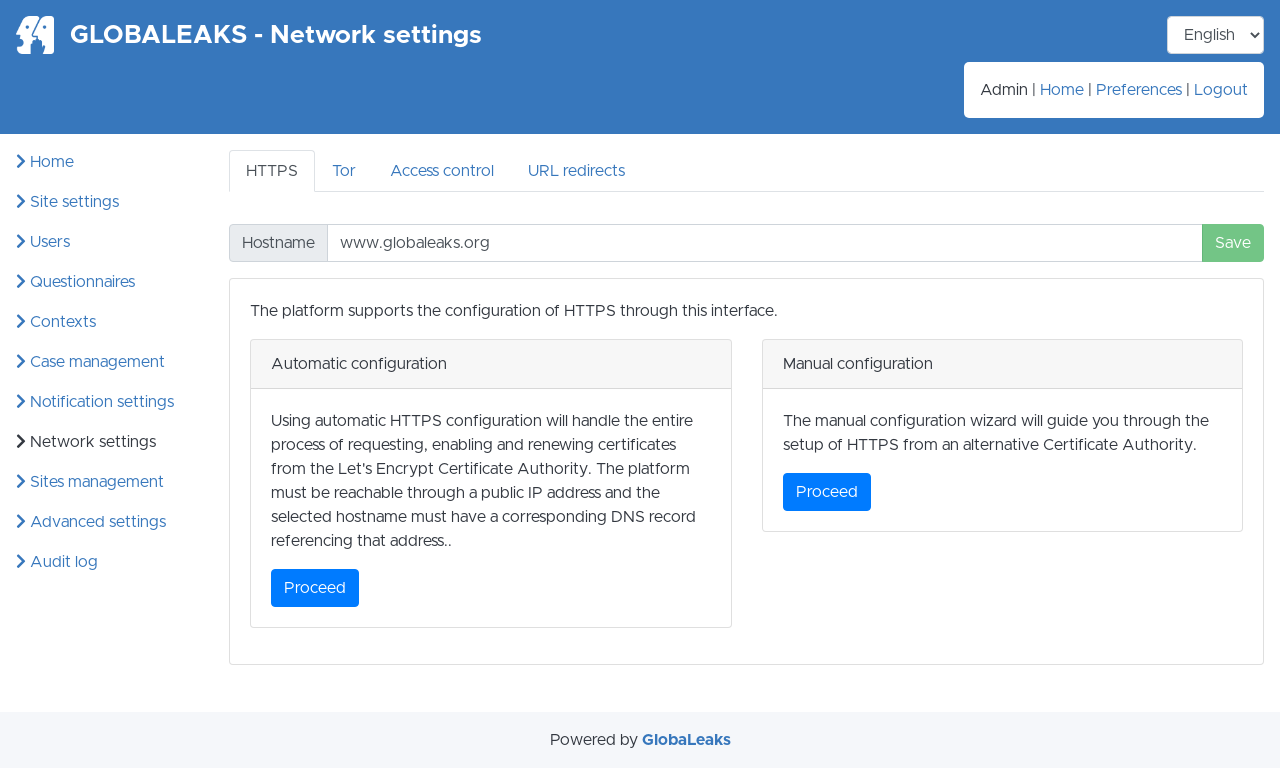 GLOBALEAKS - Network settings
English
Admin | Home | Preferences | Logout
Home
Site settings
Users
Questionnaires
Contexts
Case management
Notification settings
Network settings
Sites management
Advanced settings
Audit log
HTTPS Tor Access control URL redirects
Hostname www.globaleaks.org Save
The platform supports the configuration of HTTPS through this interface.
Automatic configuration
Using automatic HTTPS configuration will handle the entire
process of requesting, enabling and renewing certificates
from the Let's Encrypt Certificate Authority. The platform
must be reachable through a public IP address and the
selected hostname must have a corresponding DNS record
referencing that address..
Proceed
Manual configuration
The manual configuration wizard will guide you through the
setup of HTTPS from an alternative Certificate Authority.
Proceed
Powered by GlobaLeaks